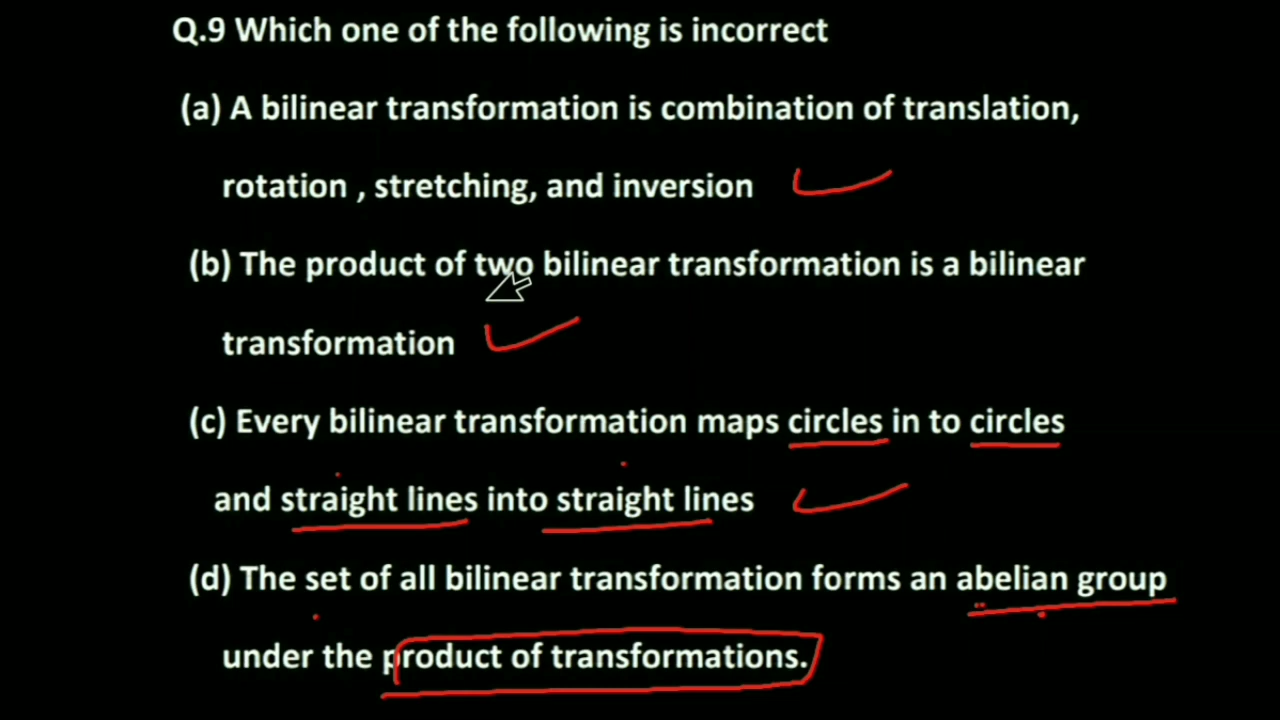 Q.9 Which one of the following is incorrect
(a) A bilinear transformation is combination of translation,
rotation , stretching, and inversion
(b) The product of two bilinear transformation is a bilinear
transformation
(c) Every bilinear transformation maps circles in to circles
and straight lines into straight lines
(d) The set of all bilinear transformation forms an abelian group
under the product of transformations.